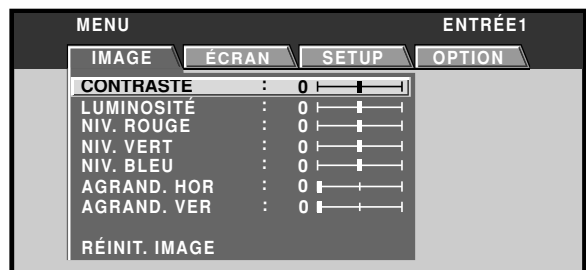 MENU ENTRÉE1
IMAGE ÉCRAN SETUP OPTION
CONTRASTE : 0
LUMINOSITÉ : 0
NIV. ROUGE : 0
NIV. VERT : 0
NIV. BLEU : 0
AGRAND. HOR : 0
AGRAND. VER : 0
RÉINIT. IMAGE